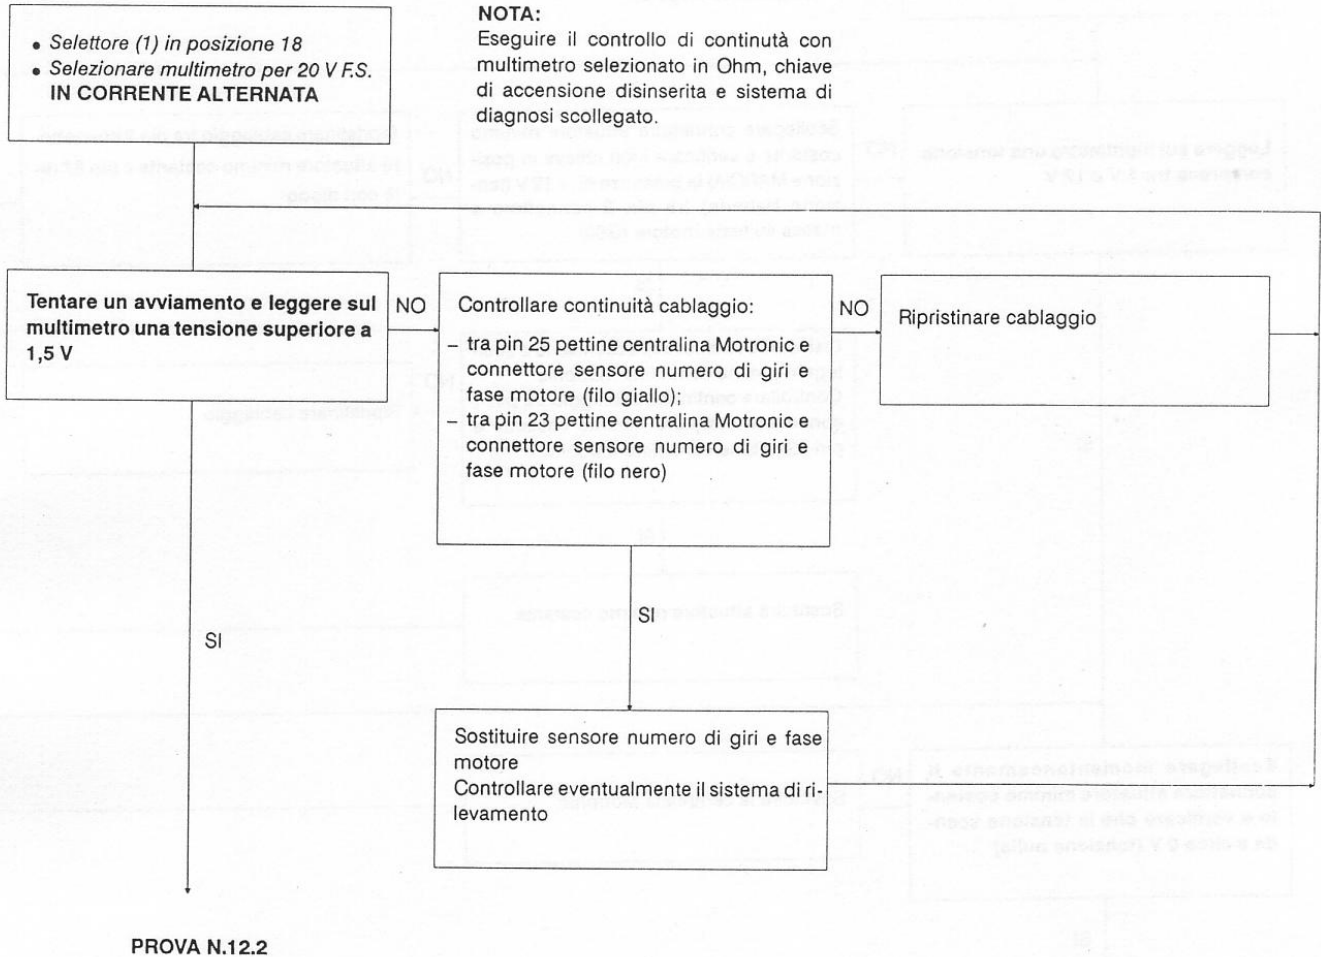 NOTA:
Eseguire il controllo di continutà con
multimetro selezionato in Ohm, chiave
di accensione disinserita e sistema di
diagnosi scollegato.
• Selettore (1) in posizione 18
• Selezionare multimetro per 20 V F.S.
IN CORRENTE ALTERNATA
Tentare un avviamento e leggere sul
multimetro una tensione superiore a
1,5 V
NO
Controllare continuità cablaggio:
– tra pin 25 pettine centralina Motronic e
connettore sensore numero di giri e
fase motore (filo giallo);
– tra pin 23 pettine centralina Motronic e
connettore sensore numero di giri e
fase motore (filo nero)
NO
Ripristinare cablaggio
SI
SI
Sostituire sensore numero di giri e fase
motore
Controllare eventualmente il sistema di ri-
levamento
PROVA N.12.2